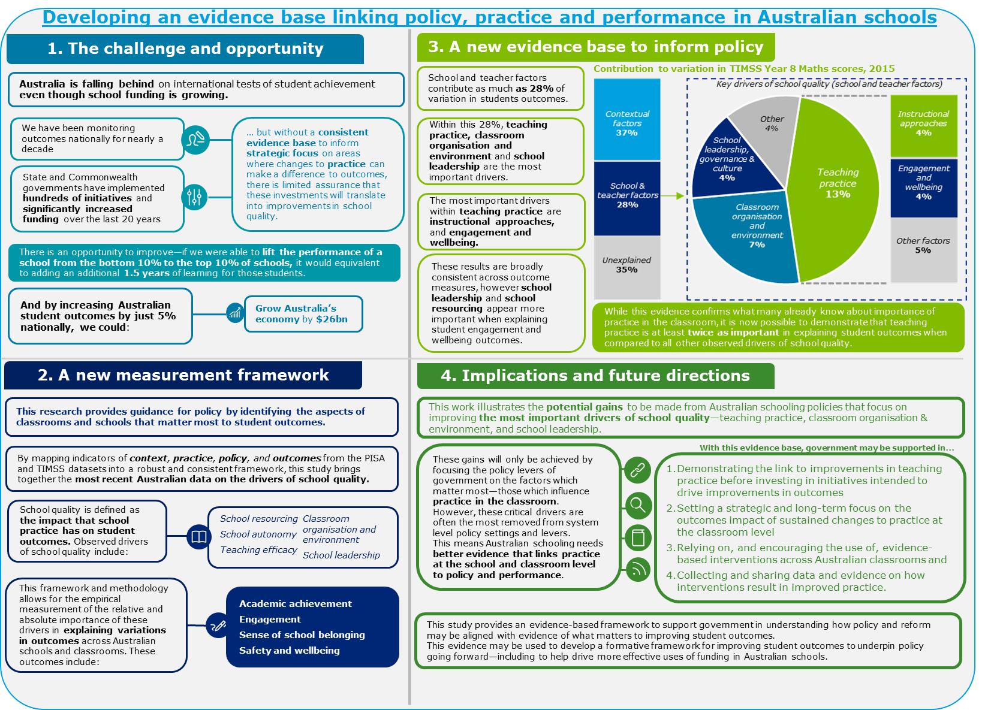 Developing an evidence base linking policy, practice and performance in Australian schools
1. The challenge and opportunity
Australia is falling behind on international tests of student achievement
even though school funding is growing.
We have been monitoring
outcomes nationally for nearly a
decade
State and Commonwealth
governments have implemented
hundreds of initiatives and
significantly increased
funding over the last 20 years
... but without a consistent
evidence base to inform
strategic focus on areas
where changes to practice can
make a difference to outcomes,
there is limited assurance that
these investments will translate
into improvements in school
quality.
There is an opportunity to improve—if we were able to lift the performance of a
school from the bottom 10% to the top 10% of schools, it would equivalent
to adding an additional 1.5 years of learning for those students.
And by increasing Australian
student outcomes by just 5%
nationally, we could:
Grow Australia's
economy by $26bn
2. A new measurement framework
This research provides guidance for policy by identifying the aspects of
classrooms and schools that matter most to student outcomes.
By mapping indicators of context, practice, policy, and outcomes from the PISA
and TIMSS datasets into a robust and consistent framework, this study brings
together the most recent Australian data on the drivers of school quality.
School quality is defined as
the impact that school
practice has on student
outcomes. Observed drivers
of school quality include:
School resourcing
School autonomy
Teaching efficacy
Classroom
organisation and
environment
School leadership
This framework and methodology
allows for the empirical
measurement of the relative and
absolute importance of these
drivers in explaining variations
in outcomes across Australian
schools and classrooms. These
outcomes include:
Academic achievement
Engagement
Sense of school belonging
Safety and wellbeing
3. A new evidence base to inform policy
School and teacher factors
contribute as much as 28% of
variation in students outcomes.
Within this 28%, teaching
practice, classroom
organisation and
environment and school
leadership are the most
important drivers.
The most important drivers
within teaching practice are
instructional approaches,
and engagement and
wellbeing.
These results are broadly
consistent across outcome
measures, however school
leadership and school
resourcing appear more
important when explaining
student engagement and
wellbeing outcomes.
Contribution to variation in TIMSS Year 8 Maths scores, 2015
Contextual
factors
37%
School &
teacher factors
28%
Unexplained
35%
Key drivers of school quality (school and teacher factors)
Other
4%
School
leadership,
governance &
culture
4%
Classroom
organisation
and
environment
7%
Teaching
practice
13%
Instructional
approaches
4%
Engagement
and
wellbeing
4%
Other factors
5%
While this evidence confirms what many already know about importance of
practice in the classroom, it is now possible to demonstrate that teaching
practice is at least twice as important in explaining student outcomes when
compared to all other observed drivers of school quality.
4. Implications and future directions
This work illustrates the potential gains to be made from Australian schooling policies that focus on
improving the most important drivers of school quality—teaching practice, classroom organisation &
environment, and school leadership.
These gains will only be achieved by
focusing the policy levers of
government on the factors which
matter most—those which influence
practice in the classroom.
However, these critical drivers are
often the most removed from system
level policy settings and levers.
This means Australian schooling needs
better evidence that links practice
at the school and classroom level
to policy and performance.
With this evidence base, government may be supported in...
1. Demonstrating the link to improvements in teaching
practice before investing in initiatives intended to
drive improvements in outcomes
2. Setting a strategic and long-term focus on the
outcomes impact of sustained changes to practice at
the classroom level
3. Relying on, and encouraging the use of, evidence-
based interventions across Australian classrooms and
4. Collecting and sharing data and evidence on how
interventions result in improved practice.
This study provides an evidence-based framework to support government in understanding how policy and reform
may be aligned with evidence of what matters to improving student outcomes.
This evidence may be used to develop a formative framework for improving student outcomes to underpin policy
going forward—including to help drive more effective uses of funding in Australian schools.